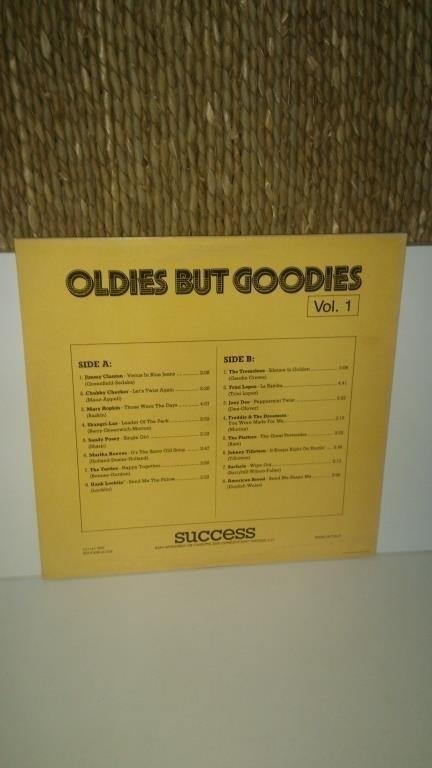 OLDIES BUT GOODIES
Vol. 1
SIDE A:
1. Jimmy Clanton - Venus In Blue Jeans
(Greenfield-Sedaka)
2. Chubby Checker - Let's Twist Again
(Mann-Appell)
3. Mary Hopkin - Those Were The Days
(Raskin)
4. Shangri-Las - Leader Of The Pack
(Barry-Greenwich-Morton)
5. Sandy Posey - Single Girl
(Sharp)
6. Martha Reeves - It's The Same Old Song
(Holland-Dozier-Holland)
7. The Turtles - Happy Together
(Bonner-Gordon)
8. Hank Locklin - Send Me The Pillow
(Locklin)
SIDE B:
1. The Tremeloes - Silence Is Golden
(Gaudio-Crewe)
2. Trini Lopez - La Bamba 4.41
(Trini Lopez)
3. Joey Dee - Peppermint Twist
(Dee-Glover)
4. Freddie & The Dreamers -
You Were Made For Me
(Murray)
5. The Platters - The Great Pretender
(Ram)
6. Johnny Tillotson - It Keeps Right On Hurtin'
(Tillotson)
7. Surfaris - Wipe Out
(Berryhill-Wilson-Fuller)
8. American Breed - Bend Me Shape Me
(English-Weiss)
success